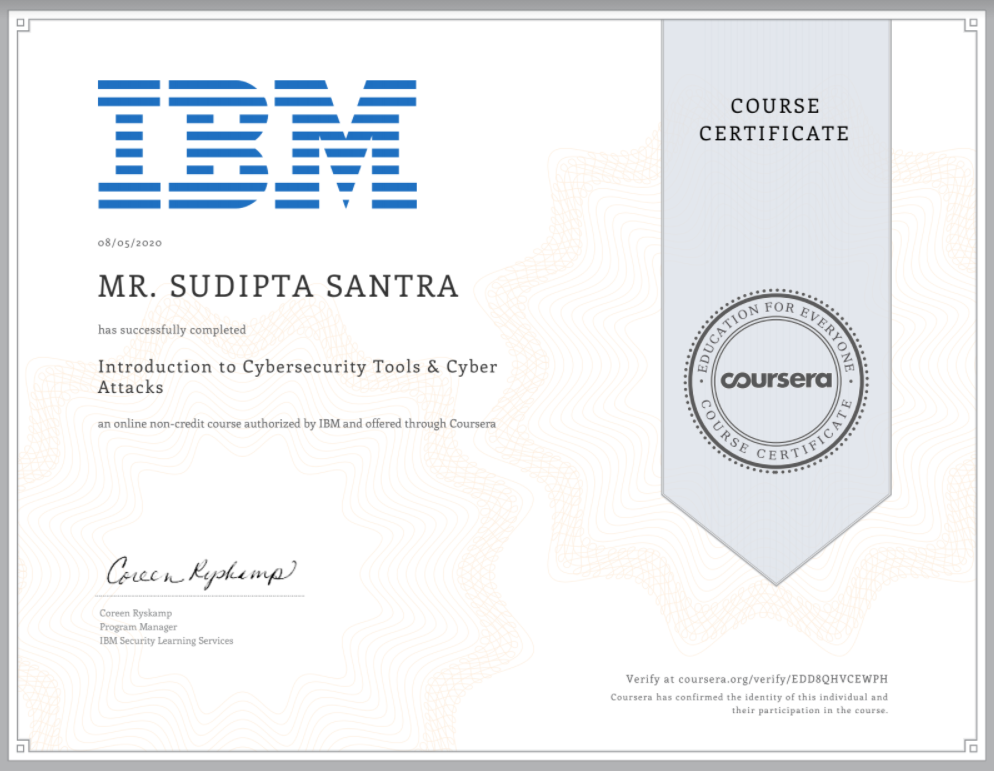 IBM
COURSE
CERTIFICATE
08/05/2020
MR. SUDIPTA SANTRA
has successfully completed
Introduction to Cybersecurity Tools & Cyber
Attacks
an online non-credit course authorized by IBM and offered through Coursera
EDUCATION FOR EVERYONE
coursera
COURSE CERTIFICATE
Coreen Ryskamp
Coreen Ryskamp
Program Manager
IBM Security Learning Services
Verify at coursera.org/verify/EDD8QHVCEWPH
Coursera has confirmed the identity of this individual and
their participation in the course.